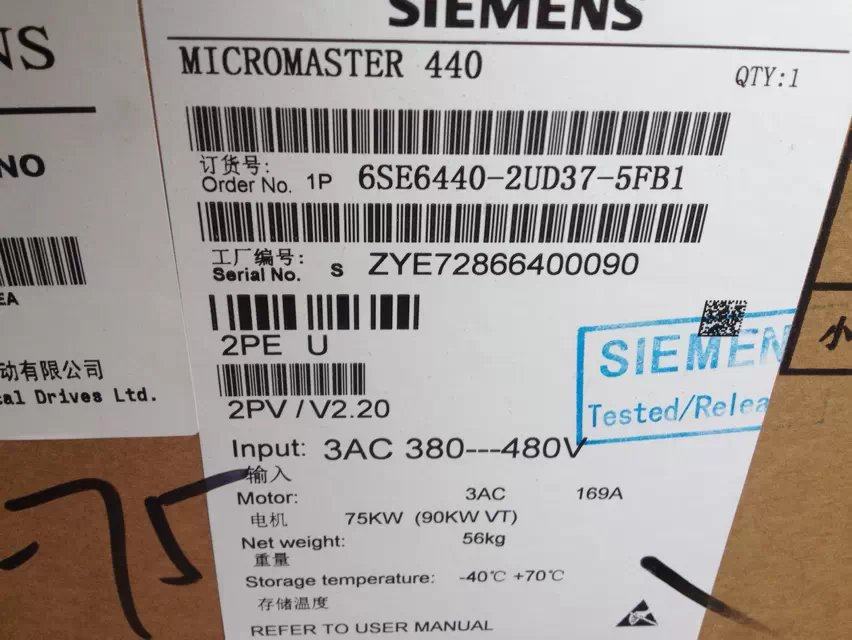 SIEMENS
MICROMASTER 440
QTY:1
订货号:
Order No. 1P 6SE6440-2UD37-5FB1
工厂编号:
Serial No. S ZYE72866400090
2PE U
2PV/V2.20
SIEMEN
Tested/Relea
Input: 3AC 380---480V
输入
Motor: 3AC 169A
电机 75KW (90KW VT)
Net weight: 56kg
重量
Storage temperature: -40℃ +70℃
存储温度
REFER TO USER MANUAL
NS
NO
EA
动有限公司
cal Drives Ltd.
75
小